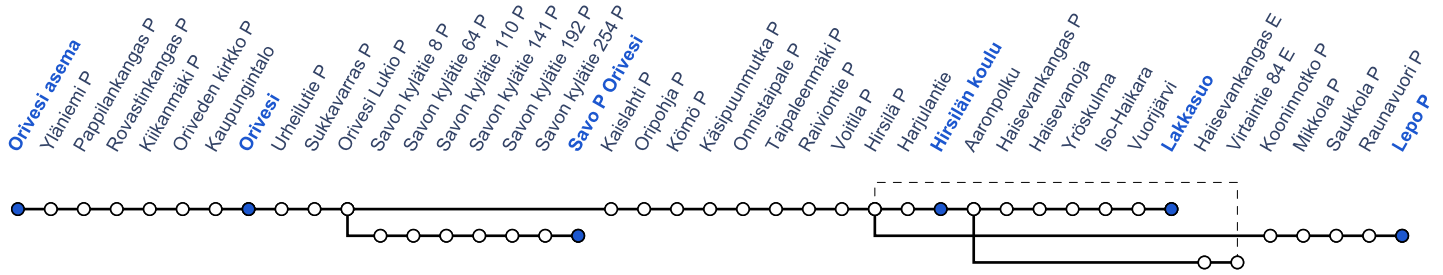 Orivesi asema
Yläniemi P
Pappilankangas P
Rovastinkangas P
Kiikanmäki P
Oriveden kirkko P
Kaupungintalo
Orivesi
Urheilutie P
Sukkavarras P
Orivesi Lukio P
Savon kylätie 8 P
Savon kylätie 64 P
Savon kylätie 110 P
Savon kylätie 141 P
Savon kylätie 192 P
Savon kylätie 254 P
Savo P Orivesi
Kaislahti P
Oripohja P
Kömö P
Käsipuunmutka P
Onnistaipale P
Taipaleenmäki P
Raiviontie P
Voitila P
Hirsilä P
Harjulantie
Hirsilän koulu
Aaronpolku
Haisevankangas P
Haisevanoja
Yröskulma
Iso-Haikara
Vuorijärvi
Lakkasuo
Haisevankangas E
Virtaintie 84 E
Kooninnotko P
Mikkola P
Saukkola P
Raunavuori P
Lepo P